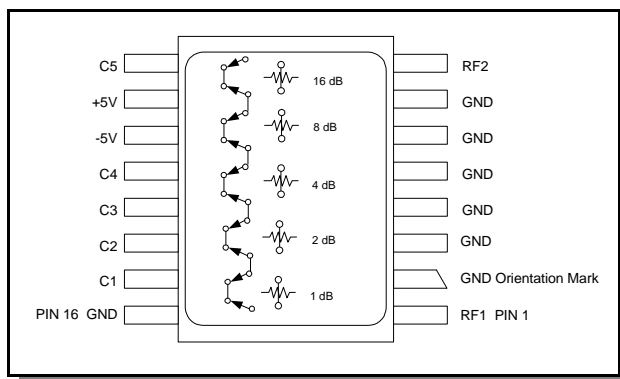 C5
+5V
-5V
C4
C3
C2
C1
PIN 16 GND
16 dB
8 dB
4 dB
2 dB
1 dB
RF2
GND
GND
GND
GND
GND
GND Orientation Mark
RF1 PIN 1